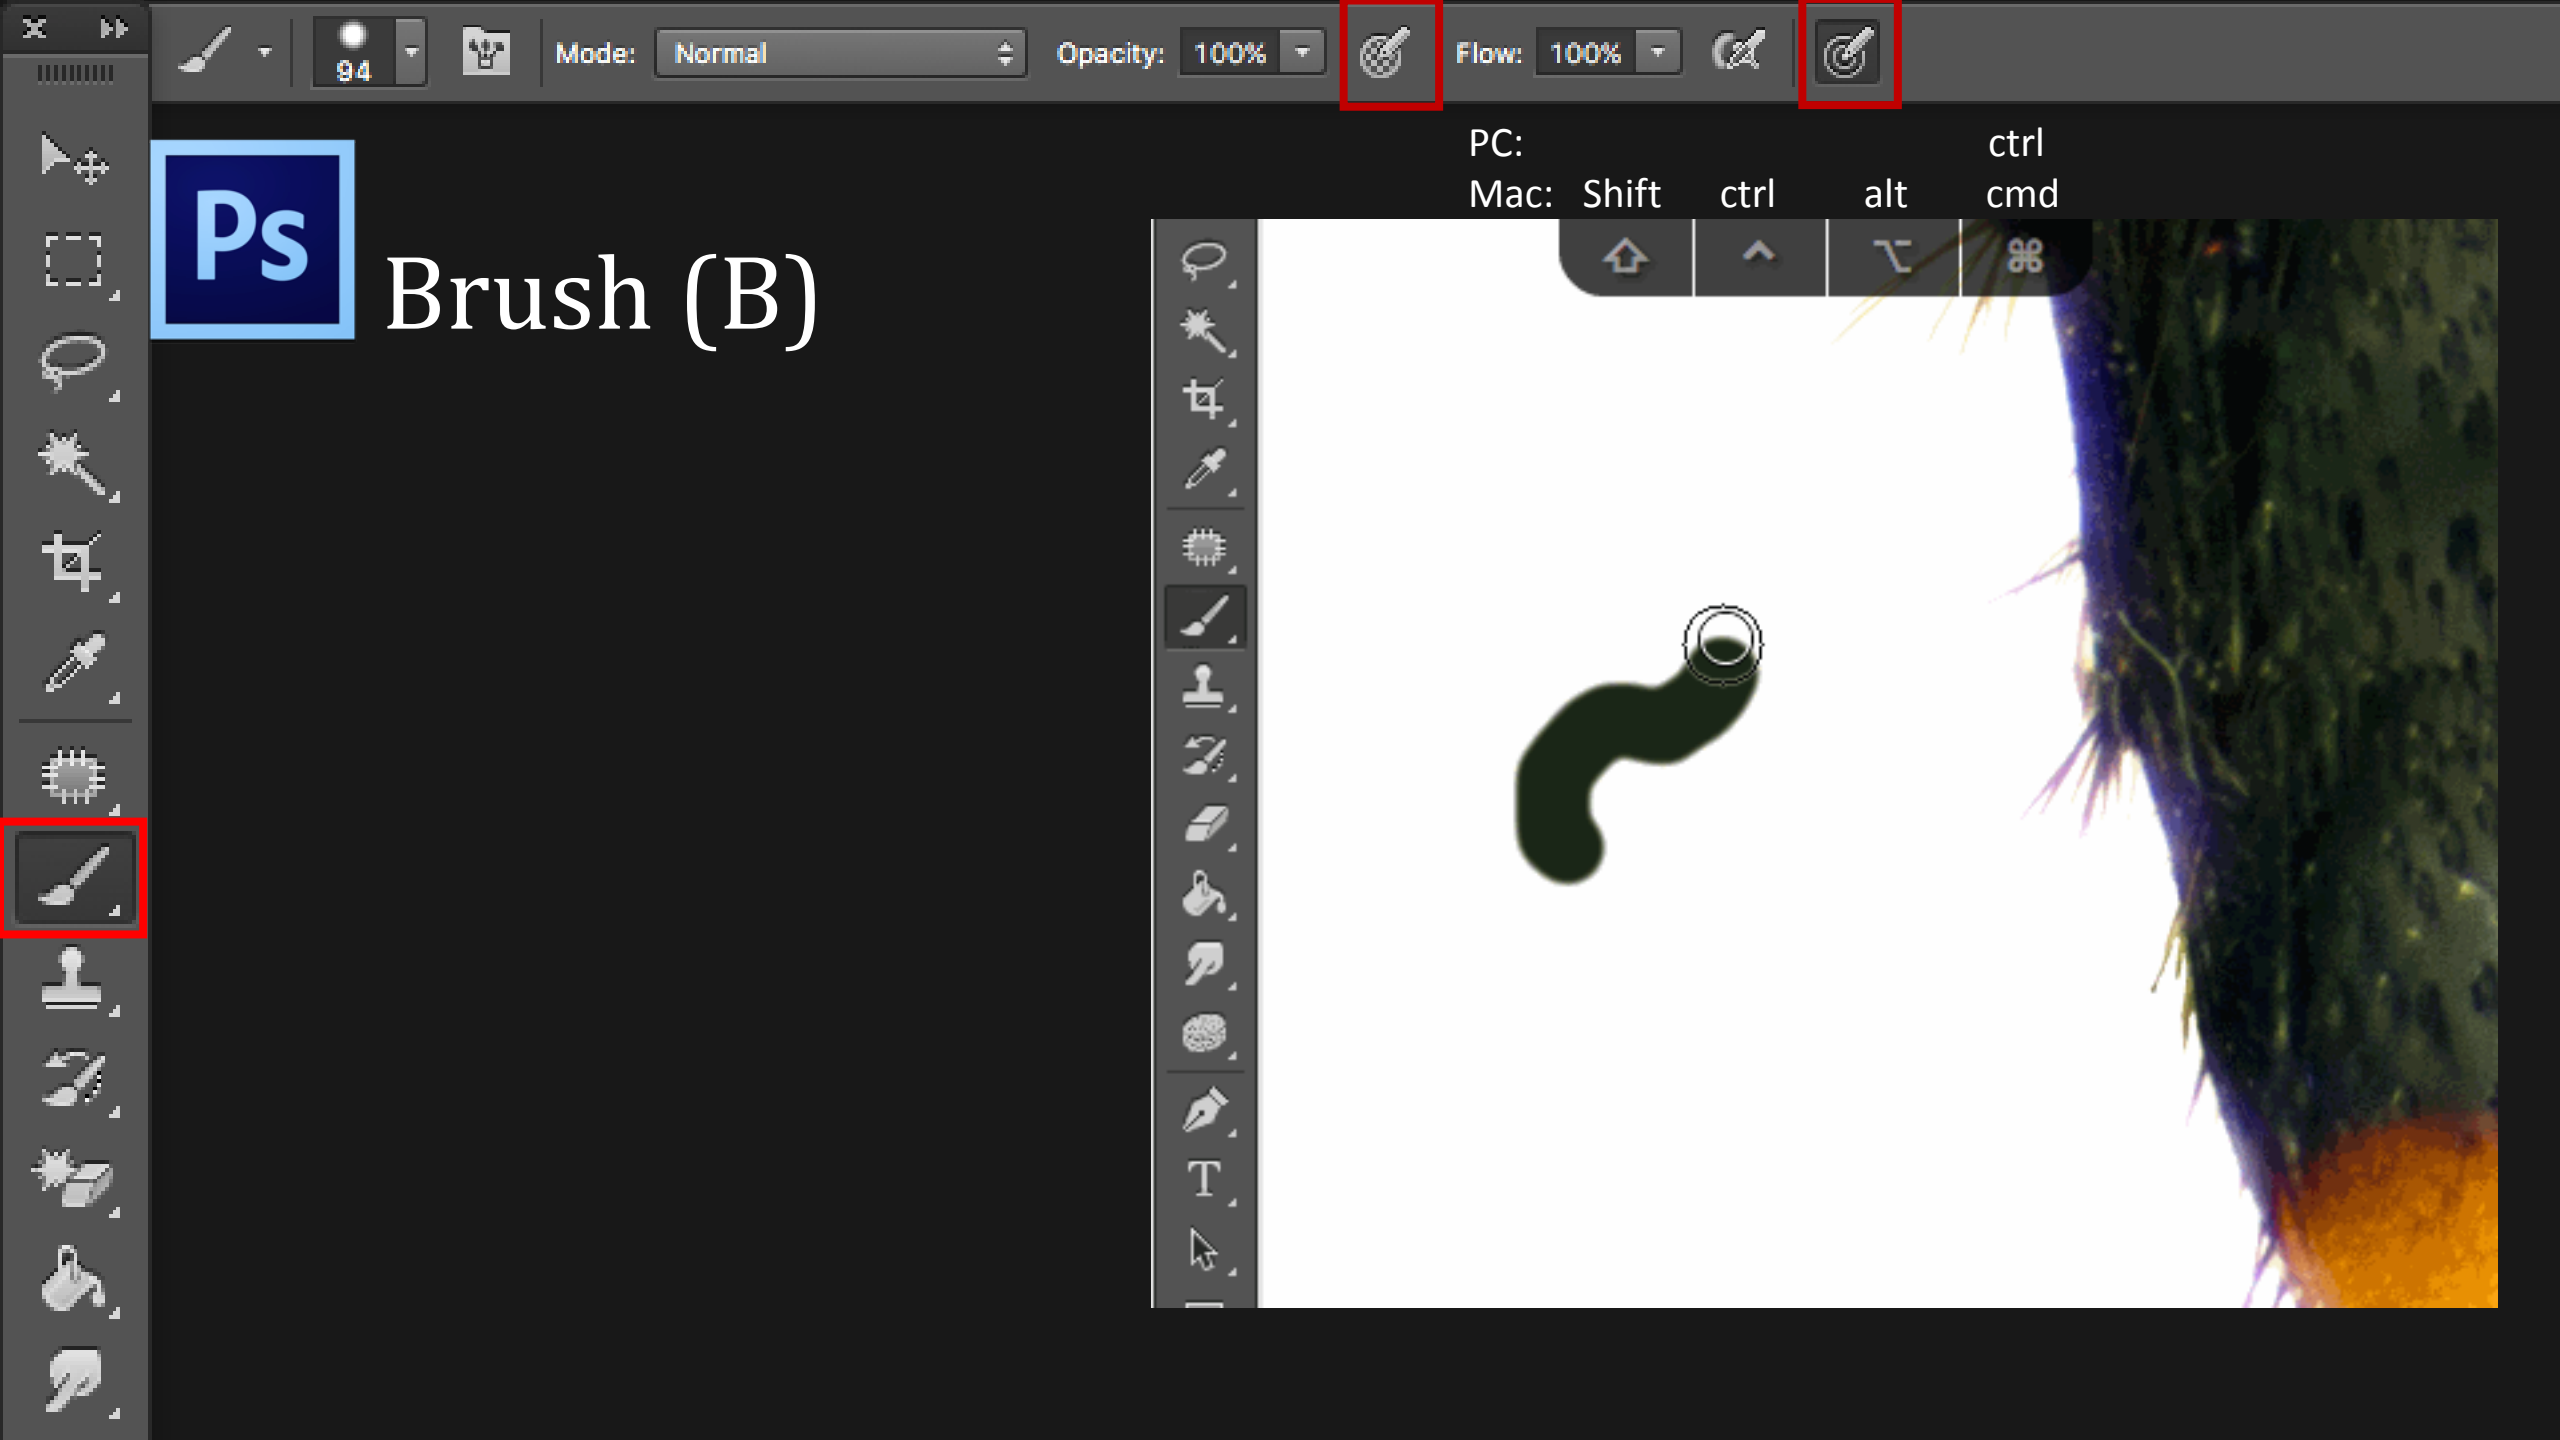 94
Mode: Normal Opacity: 100% Flow: 100%
PC: ctrl
Mac: Shift ctrl alt cmd
Ps
Brush (B)
T